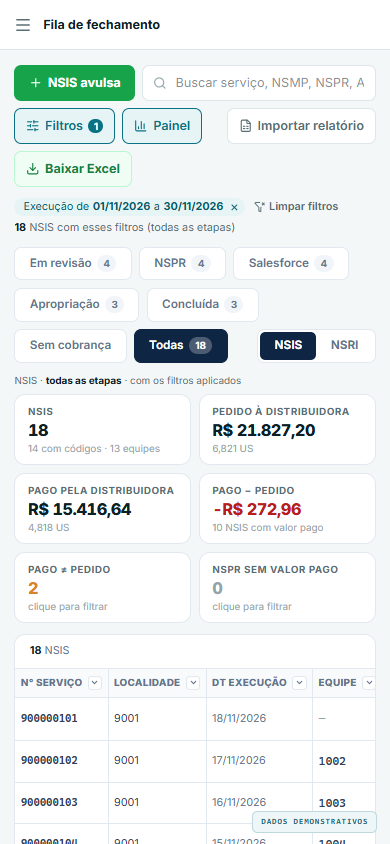 Fila de fechamento
NSIS avulsa
Buscar serviço, NSMP, NSPR, A
Filtros 1
Painel
Importar relatório
Baixar Excel
Execução de 01/11/2026 a 30/11/2026 ×
Limpar filtros
18 NSIS com esses filtros (todas as etapas)
Em revisão 4
NSPR 4
Salesforce 4
Apropriação 3
Concluída 3
Sem cobrança
Todas 18
NSIS
NSRI
NSIS · todas as etapas · com os filtros aplicados
NSIS
18
14 com códigos · 13 equipes
PEDIDO À DISTRIBUIDORA
R$ 21.827,20
6,821 US
PAGO PELA DISTRIBUIDORA
R$ 15.416,64
4,818 US
PAGO − PEDIDO
-R$ 272,96
10 NSIS com valor pago
PAGO ≠ PEDIDO
2
clique para filtrar
NSPR SEM VALOR PAGO
0
clique para filtrar
18 NSIS
Nº SERVIÇO LOCALIDADE DT EXECUÇÃO EQUIPE
900000101 9001 18/11/2026 —
900000102 9001 17/11/2026 1002
900000103 9001 16/11/2026 1003
DADOS DEMONSTRATIVOS
900000104 9001 15/11/2026 1004